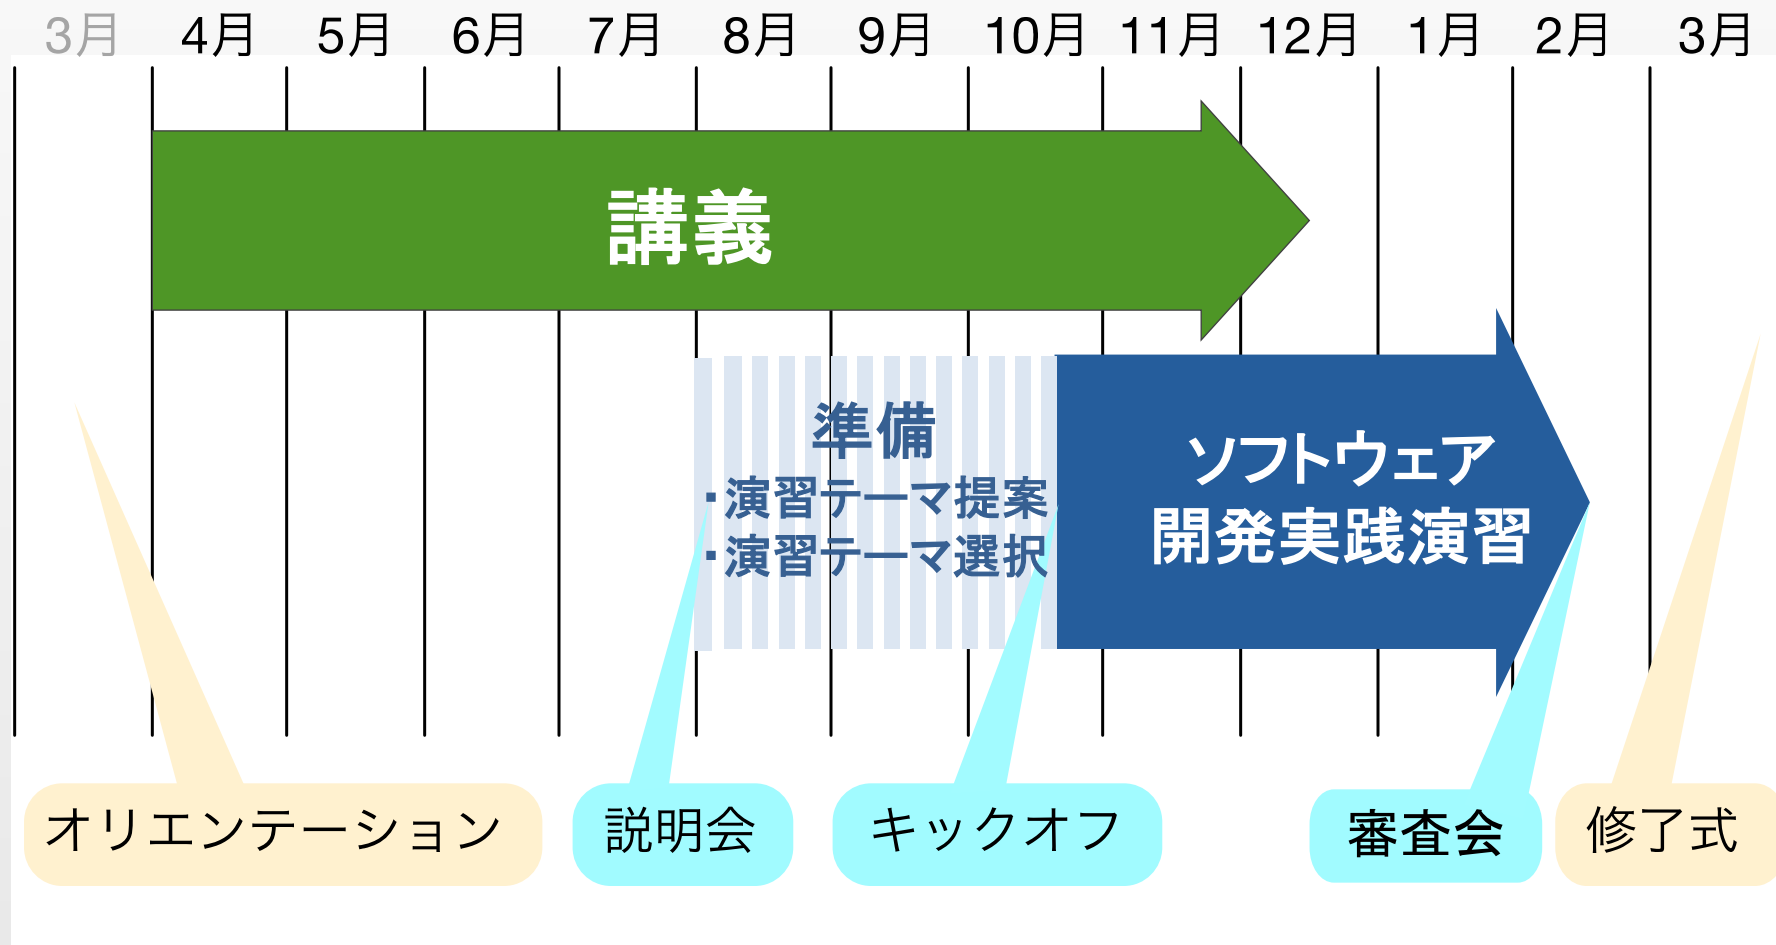 3月 4月 5月 6月 7月 8月 9月 10月 11月 12月 1月 2月 3月
講義
準備
・演習テーマ提案
・演習テーマ選択
ソフトウェア
開発実践演習
オリエンテーション 説明会 キックオフ 審査会 修了式